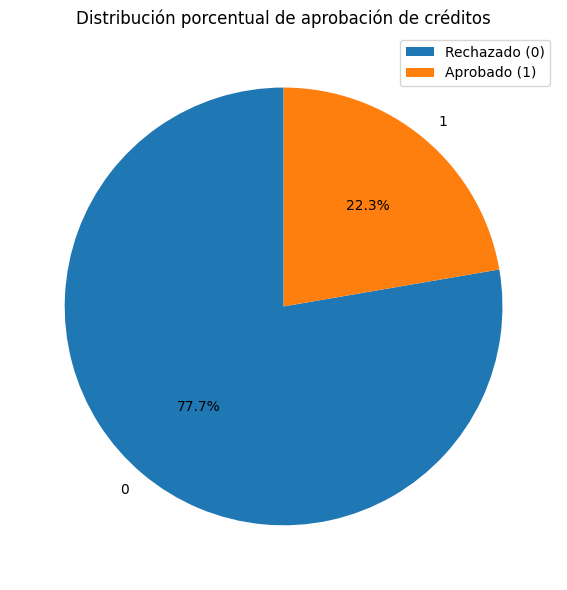 Distribución porcentual de aprobación de créditos
Rechazado (0)
Aprobado (1)
1
22.3%
77.7%
0